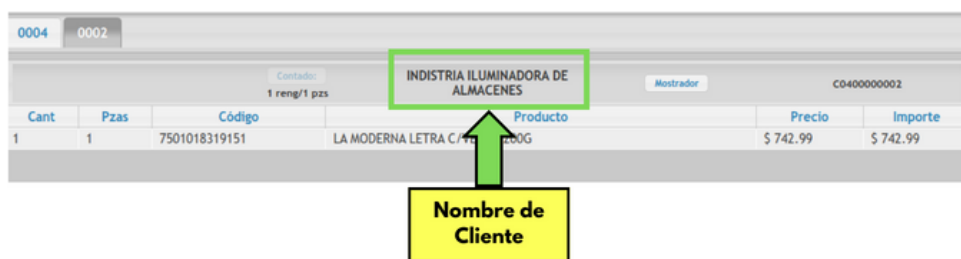 0004 0002
Contado:
1 reng/1 pzs
INDISTRIA ILUMINADORA DE
ALMACENES
Mostrador
C0400000002
Cant Pzas Código Producto Precio Importe
1 1 7501018319151 LA MODERNA LETRA C/ 200G $ 742.99 $ 742.99
Nombre de
Cliente